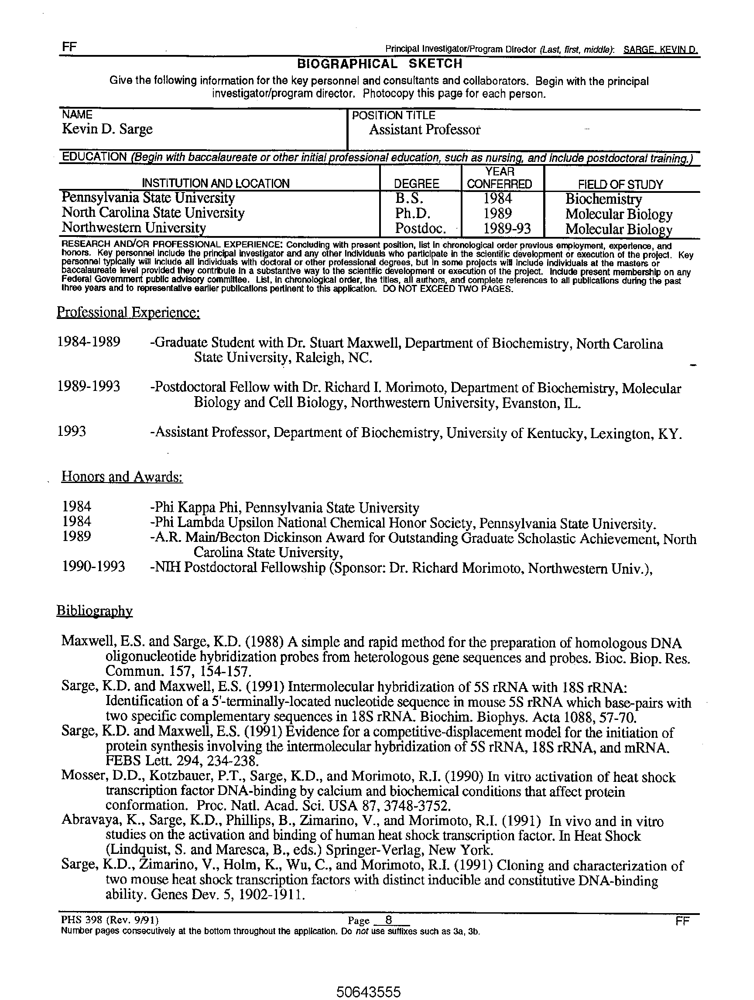 FF
Principal Investigator/Program Director (Last, first, middle): SARGE, KEVIN D.
BIOGRAPHICAL SKETCH
Give the following information for the key personnel and consultants and collaborators. Begin with the principal
investigator/program director. Photocopy this page for each person.
NAME
POSITION TITLE
Kevin D. Sarge
Assistant Professor
EDUCATION (Begin with baccalaureate or other initial professional education, such as nursing, and include postdoctoral training.)
INSTITUTION AND LOCATION DEGREE YEAR CONFERRED FIELD OF STUDY
Pennsylvania State University B.S. 1984 Biochemistry
North Carolina State University Ph.D. 1989 Molecular Biology
Northwestern University Postdoc. 1989-93 Molecular Biology
RESEARCH AND/OR PROFESSIONAL EXPERIENCE: Concluding with present position, list in chronological order previous employment, experience, and
honors. Key personnel include the principal investigator and any other individuals who participate in the scientific development or execution of the project. Key
personnel typically will include all individuals with doctoral or other professional degrees, but in some projects will include individuals at the masters or
baccalaureate level provided they contribute in a substantive way to the scientific development or execution of the project. Include present membership on any
Federal Government public advisory committee. List, in chronological order, the titles, all authors, and complete references to all publications during the past
three years and to representative earlier publications pertinent to this application. DO NOT EXCEED TWO PAGES.
Professional Experience:
1984-1989 -Graduate Student with Dr. Stuart Maxwell, Department of Biochemistry, North Carolina
State University, Raleigh, NC.
1989-1993 -Postdoctoral Fellow with Dr. Richard I. Morimoto, Department of Biochemistry, Molecular
Biology and Cell Biology, Northwestern University, Evanston, IL.
1993 -Assistant Professor, Department of Biochemistry, University of Kentucky, Lexington, KY.
Honors and Awards:
1984 -Phi Kappa Phi, Pennsylvania State University
1984 -Phi Lambda Upsilon National Chemical Honor Society, Pennsylvania State University.
1989 -A.R. Main/Becton Dickinson Award for Outstanding Graduate Scholastic Achievement, North
Carolina State University,
1990-1993 -NIH Postdoctoral Fellowship (Sponsor: Dr. Richard Morimoto, Northwestern Univ.),
Bibliography
Maxwell, E.S. and Sarge, K.D. (1988) A simple and rapid method for the preparation of homologous DNA
oligonucleotide hybridization probes from heterologous gene sequences and probes. Bioc. Biop. Res.
Commun. 157, 154-157.
Sarge, K.D. and Maxwell, E.S. (1991) Intermolecular hybridization of 5S rRNA with 18S rRNA:
Identification of a 5'-terminally-located nucleotide sequence in mouse 5S rRNA which base-pairs with
two specific complementary sequences in 18S rRNA. Biochim. Biophys. Acta 1088, 57-70.
Sarge, K.D. and Maxwell, E.S. (1991) Evidence for a competitive-displacement model for the initiation of
protein synthesis involving the intermolecular hybridization of 5S rRNA, 18S rRNA, and mRNA.
FEBS Lett. 294, 234-238.
Mosser, D.D., Kotzbauer, P.T., Sarge, K.D., and Morimoto, R.I. (1990) In vitro activation of heat shock
transcription factor DNA-binding by calcium and biochemical conditions that affect protein
conformation. Proc. Natl. Acad. Sci. USA 87, 3748-3752.
Abravaya, K., Sarge, K.D., Phillips, B., Zimarino, V., and Morimoto, R.I. (1991) In vivo and in vitro
studies on the activation and binding of human heat shock transcription factor. In Heat Shock
(Lindquist, S. and Maresca, B., eds.) Springer-Verlag, New York.
Sarge, K.D., Zimarino, V., Holm, K., Wu, C., and Morimoto, R.I. (1991) Cloning and characterization of
two mouse heat shock transcription factors with distinct inducible and constitutive DNA-binding
ability. Genes Dev. 5, 1902-1911.
PHS 398 (Rev. 9/91) Page 8 FF
Number pages consecutively at the bottom throughout the application. Do not use suffixes such as 3a, 3b.
50643555